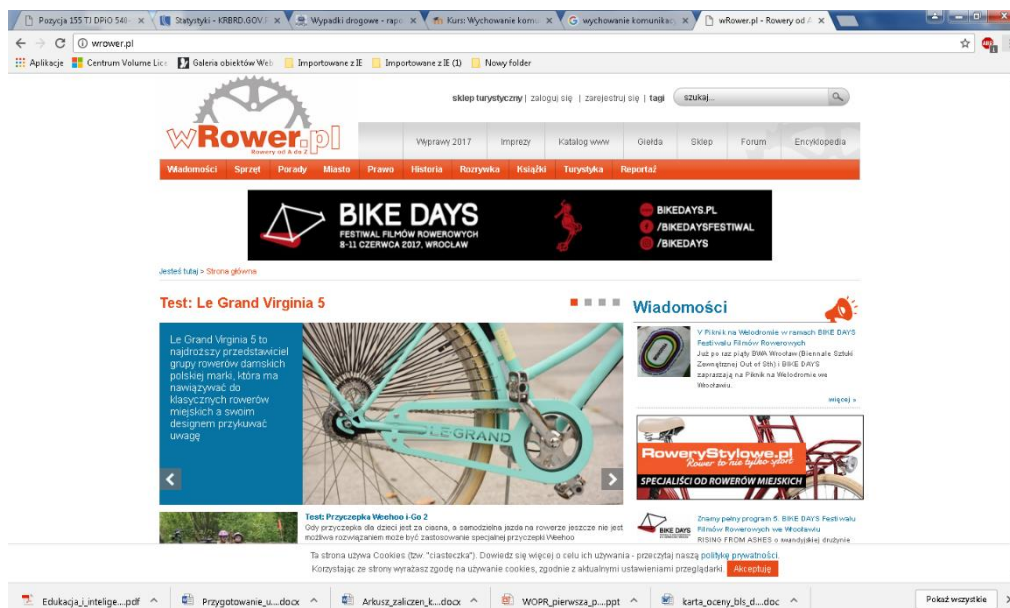 Pozycja 155 TJ DPiO 540-
Statystyki - KRBRD.GOV.
Wypadki drogowe - rapo
Kurs: Wychowanie komu
wychowanie komunikac
wRower.pl - Rowery od A
wrower.pl
Aplikacje
Centrum Volume Lice
Galeria obiektów Web
Importowane z IE
Importowane z IE (1)
Nowy folder
sklep turystyczny | zaloguj się | zarejestruj się | tagi
szukaj...
wRower.pl
Rowery od A do Z
Wyprawy 2017 Imprezy Katalog www Giełda Sklep Forum Encyklopedia
Wiadomości Sprzęt Porady Miasto Prawo Historia Rozrywka Książki Turystyka Reportaż
BIKE DAYS
FESTIWAL FILMÓW ROWEROWYCH
8-11 CZERWCA 2017, WROCŁAW
BIKEDAYS.PL
/BIKEDAYSFESTIWAL
/BIKEDAYS
Jesteś tutaj > Strona główna
Test: Le Grand Virginia 5
Le Grand Virginia 5 to
najdroższy przedstawiciel
grupy rowerów damskich
polskiej marki, która ma
nawiązywać do
klasycznych rowerów
miejskich a swoim
designem przykuwać
uwagę
LEGRAND
Test: Przyczepka Weehoo i-Go 2
Gdy przyczepka dla dzieci jest za ciasna, a samodzielna jazda na rowerze jeszcze nie jest
możliwa rozwiązaniem może być zastosowanie specjalnej przyczepki Weehoo
Wiadomości
V Piknik na Welodromie w ramach BIKE DAYS
Festiwalu Filmów Rowerowych
Już po raz piąty BWA Wrocław (Biennale Sztuki
Zewnętrznej Out of Sth) i BIKE DAYS
zapraszają na Piknik na Welodromie we
Wrocławiu.
więcej »
RoweryStylowe.pl
Rower to nie tylko sport
SPECJALIŚCI OD ROWERÓW MIEJSKICH
BIKE DAYS
Znamy pełny program 5. BIKE DAYS Festiwalu
Filmów Rowerowych we Wrocławiu
RISING FROM ASHES o rwandyjskiej drużynie
Ta strona używa Cookies (tzw. "ciasteczka"). Dowiedz się więcej o celu ich używania - przeczytaj naszą politykę prywatności.
Korzystając ze strony wyrażasz zgodę na używanie cookies, zgodnie z aktualnymi ustawieniami przeglądarki. Akceptuję
Edukacja_i_intelige....pdf
Przygotowanie_u....docx
Arkusz_zaliczen_k....docx
WOPR_pierwsza_p....ppt
karta_oceny_bls_d....doc
Pokaż wszystkie